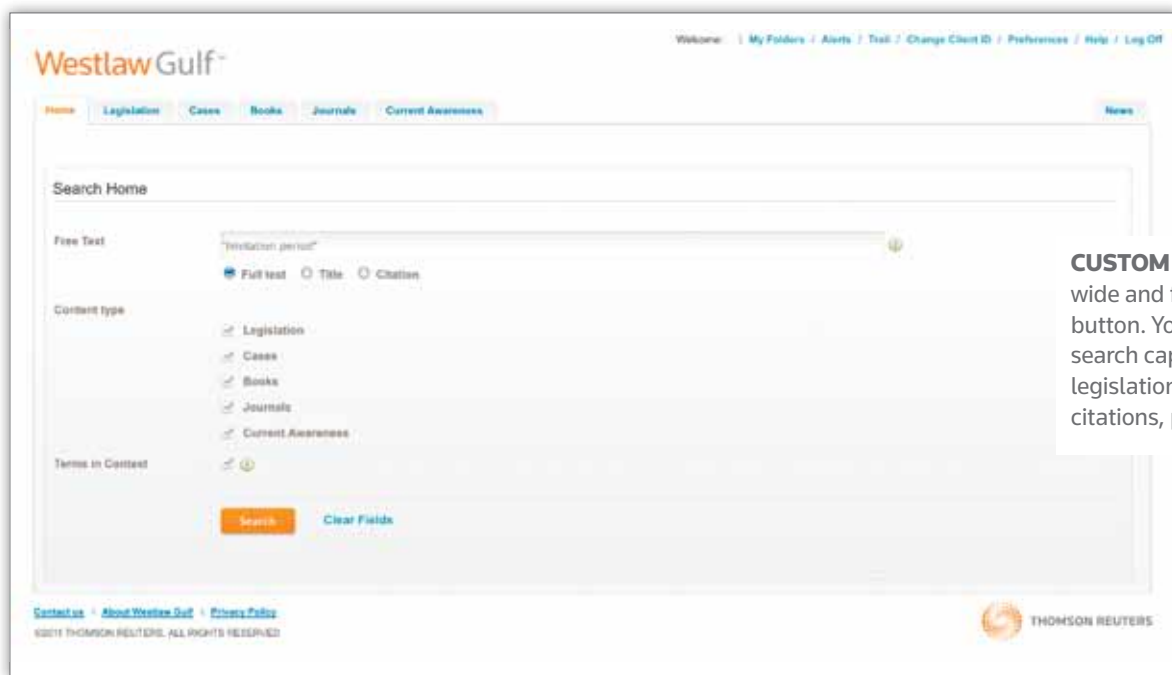 Welcome: | My Folders / Alerts / Trail / Change Client ID / Preferences / Help / Log Off
Westlaw Gulf™
Home Legislation Cases Books Journals Current Awareness News
Search Home
Free Text
"limitation period"
Full text Title Citation
Content type
Legislation
Cases
Books
Journals
Current Awareness
Terms in Context
Search Clear Fields
CUSTOM
wide and
button. Yo
search cap
legislation
citations,
Contact us About Westlaw Gulf Privacy Policy
©2011 THOMSON REUTERS. ALL RIGHTS RESERVED
THOMSON REUTERS